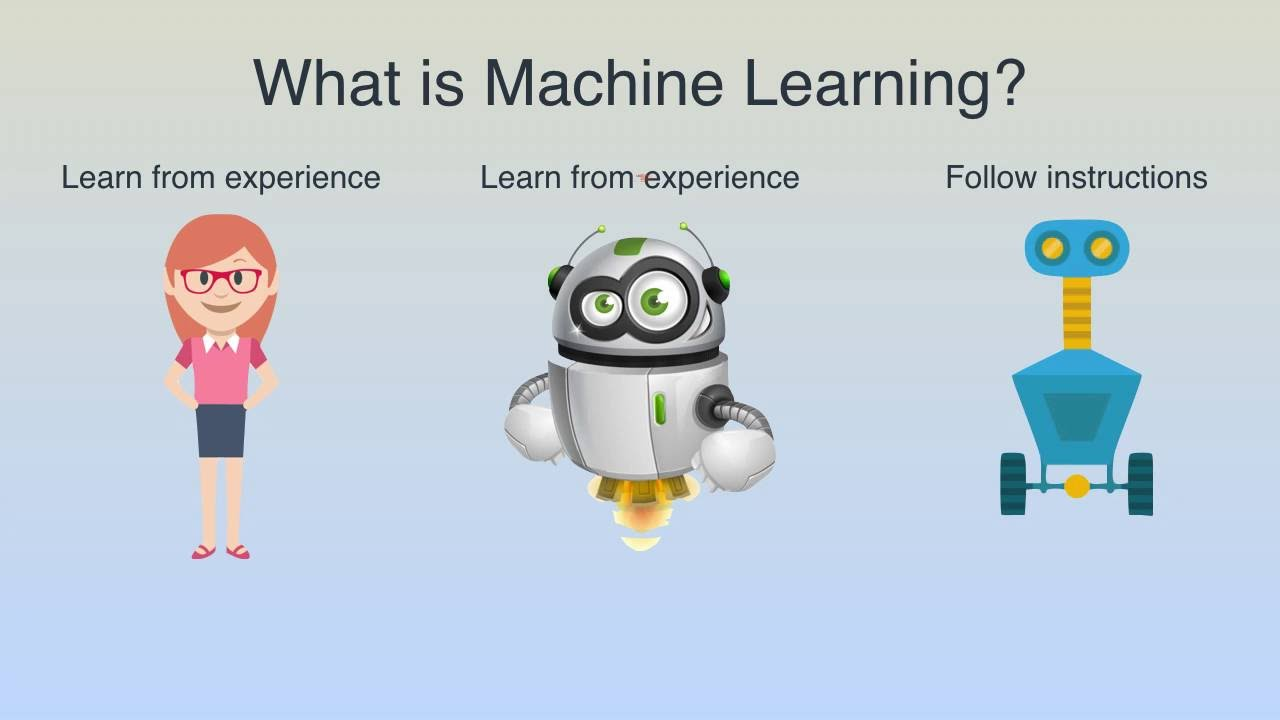 What is Machine Learning?
Learn from experience
Learn from experience
Follow instructions